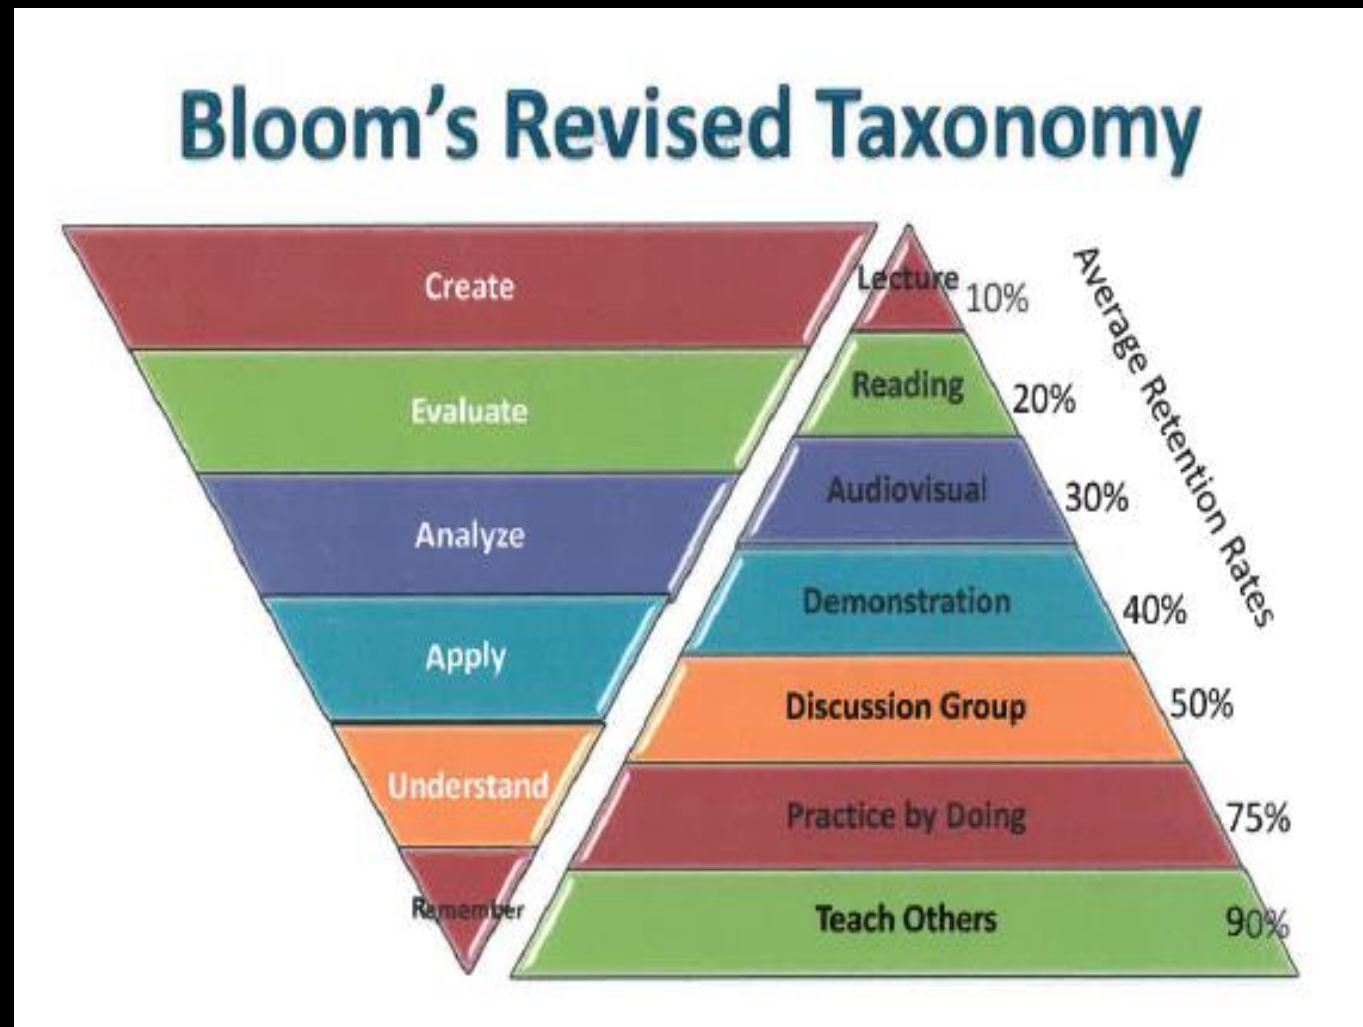 Bloom's Revised Taxonomy
Create
Evaluate
Analyze
Apply
Understand
Remember
Lecture
10%
Reading
20%
Audiovisual
30%
Demonstration
40%
Discussion Group
50%
Practice by Doing
75%
Teach Others
90%
Average Retention Rates